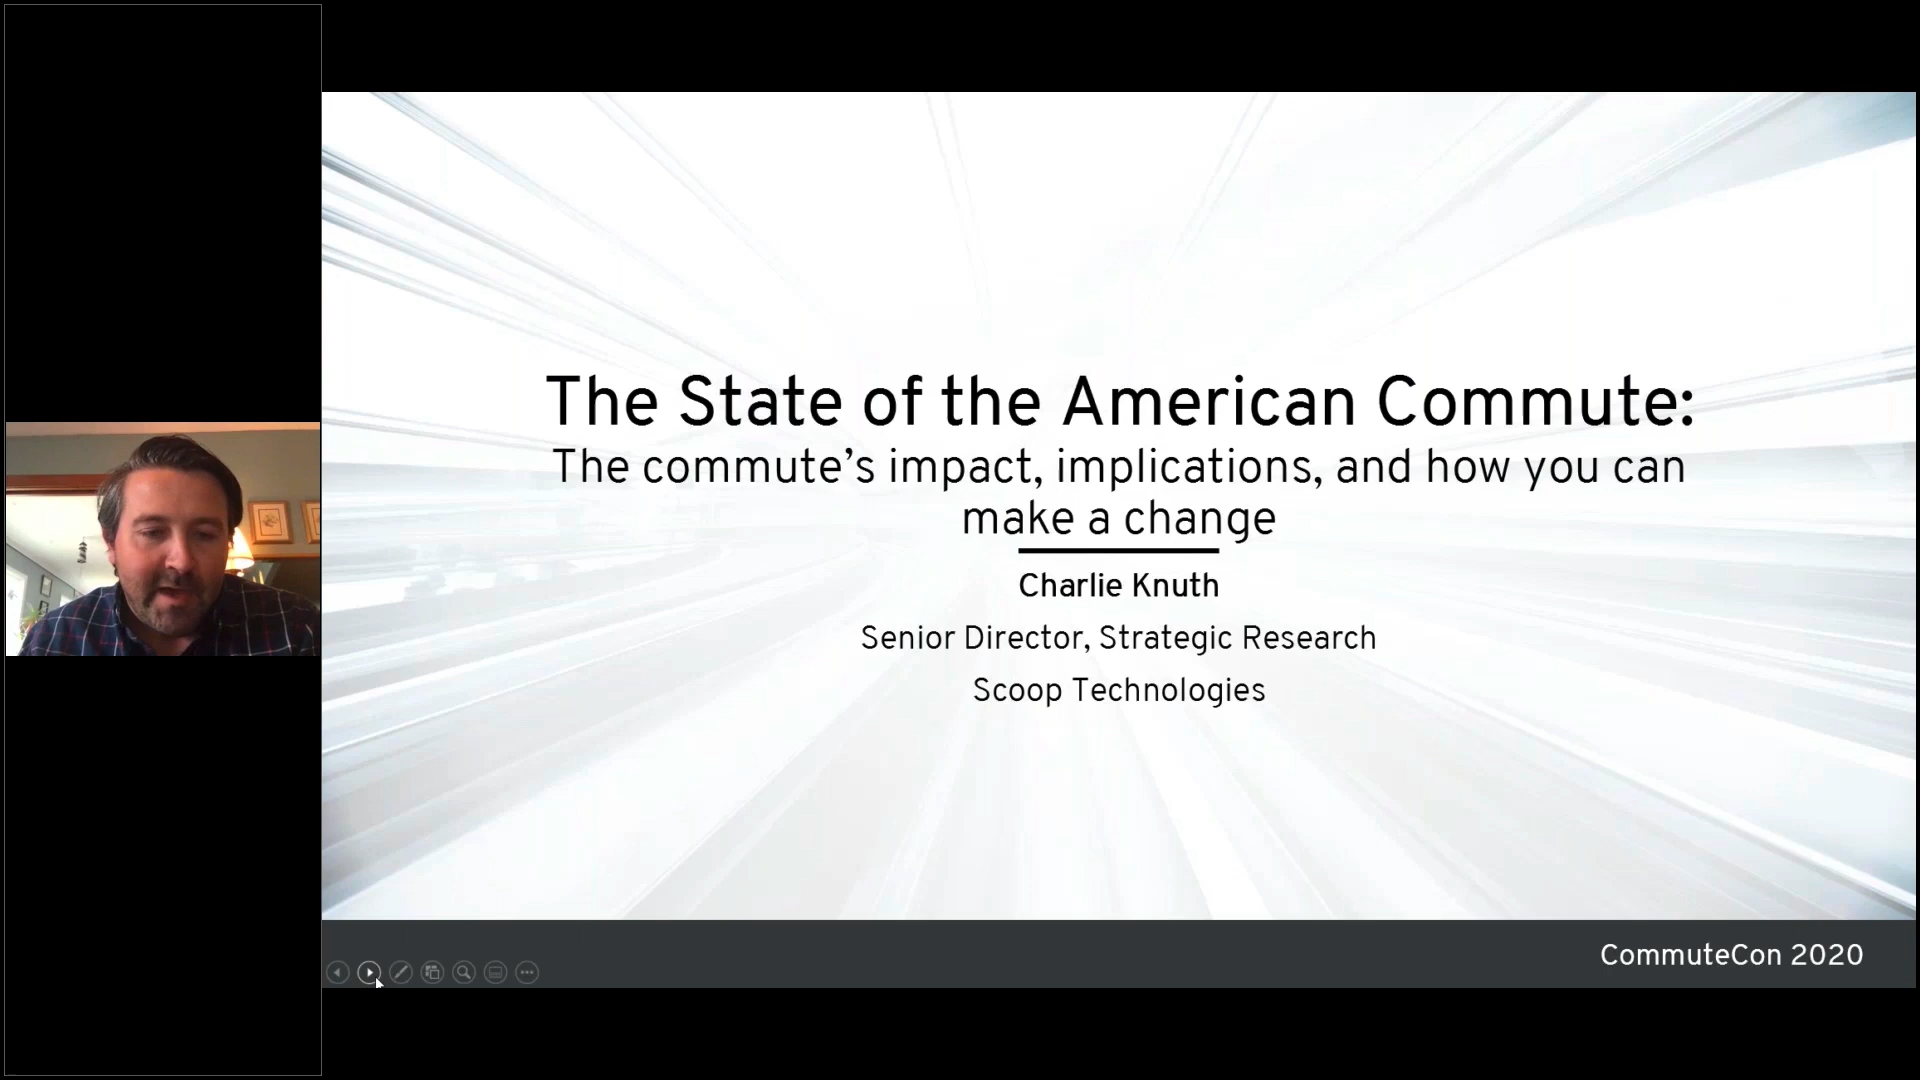 The State of the American Commute:
The commute’s impact, implications, and how you can
make a change
Charlie Knuth
Senior Director, Strategic Research
Scoop Technologies
CommuteCon 2020